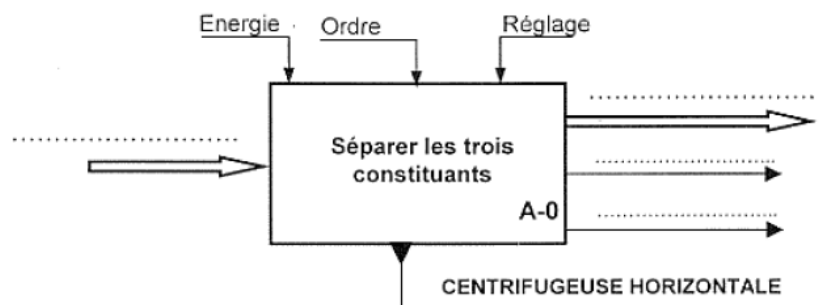 Energie
Ordre
Réglage
Séparer les trois
constituants
A-0
CENTRIFUGEUSE HORIZONTALE